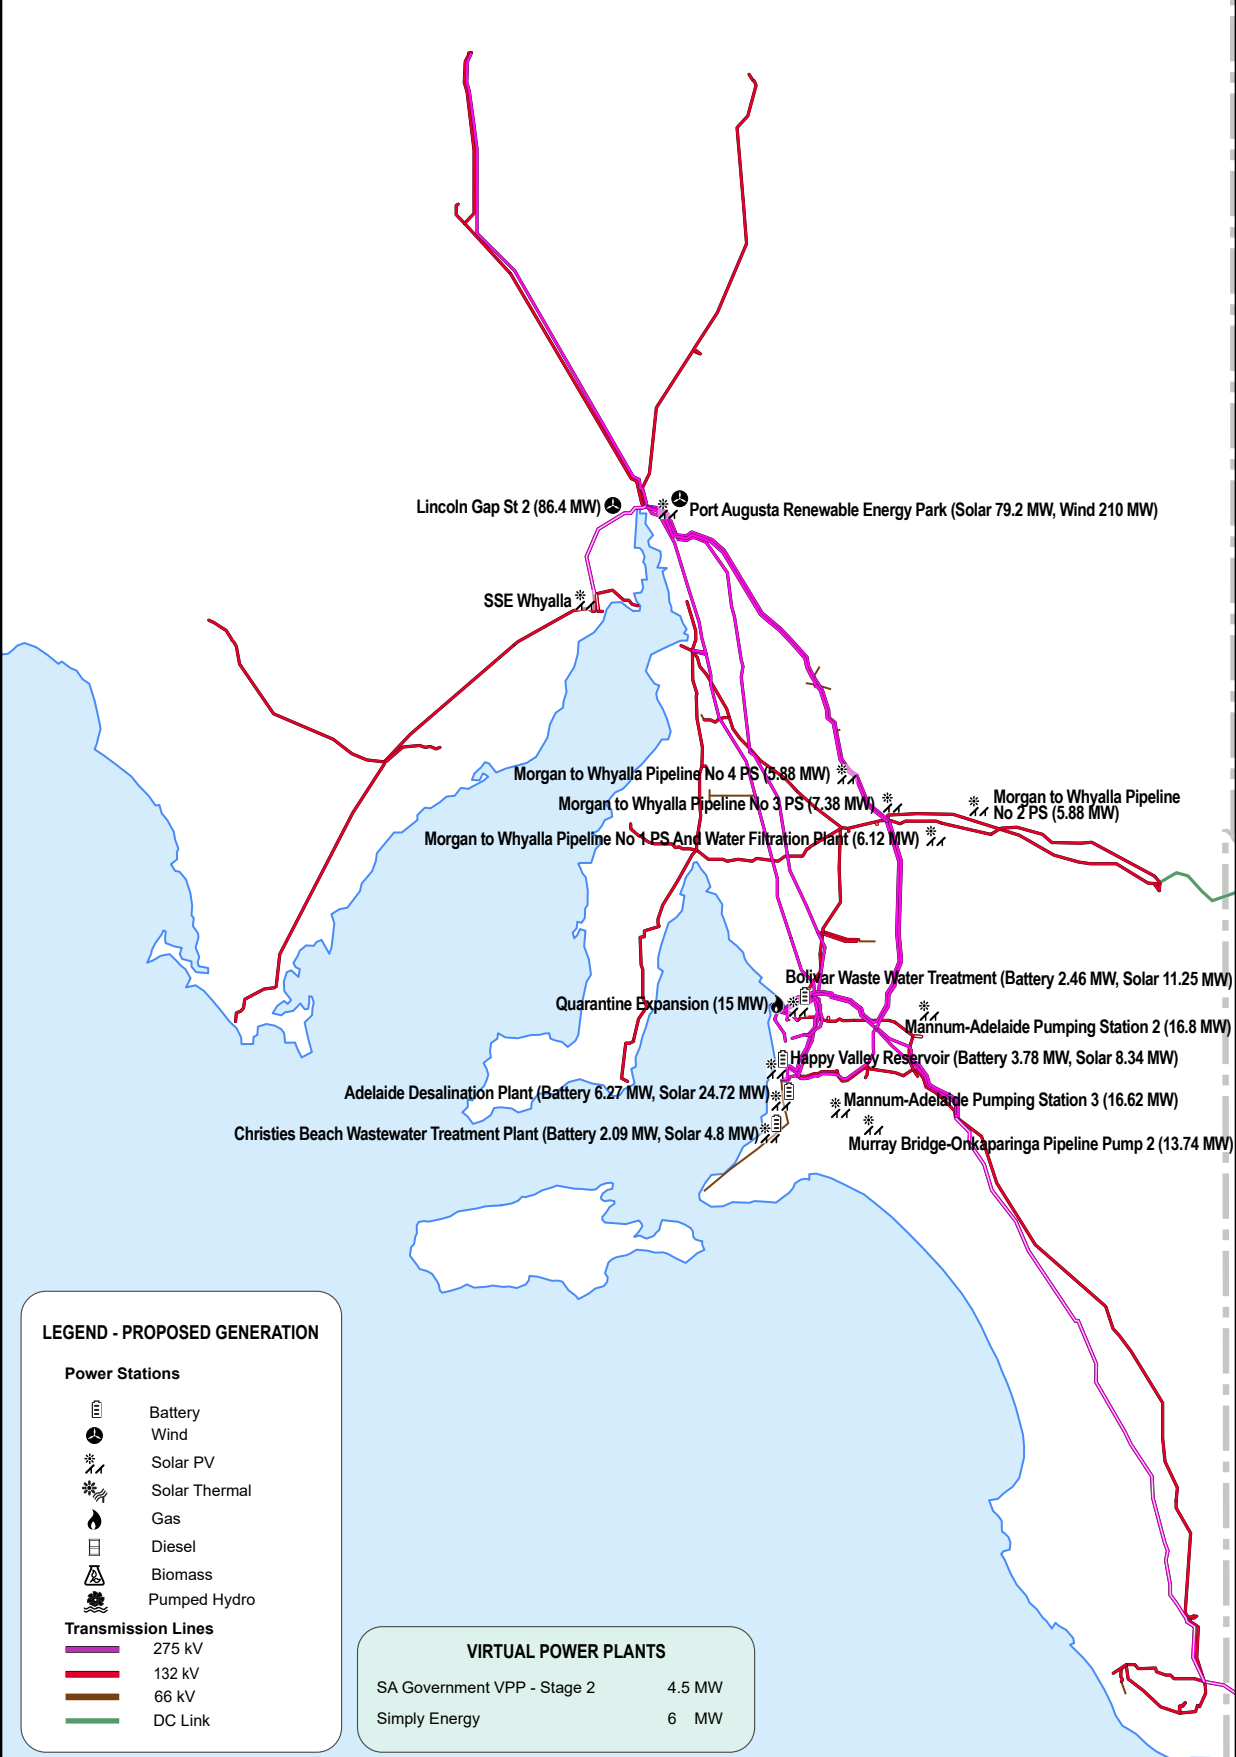 Lincoln Gap St 2 (86.4 MW)
Port Augusta Renewable Energy Park (Solar 79.2 MW, Wind 210 MW)
SSE Whyalla
Morgan to Whyalla Pipeline No 4 PS (5.88 MW)
Morgan to Whyalla Pipeline No 3 PS (7.38 MW)
Morgan to Whyalla Pipeline
No 2 PS (5.88 MW)
Morgan to Whyalla Pipeline No 1 PS And Water Filtration Plant (6.12 MW)
Bolivar Waste Water Treatment (Battery 2.46 MW, Solar 11.25 MW)
Quarantine Expansion (15 MW)
Mannum-Adelaide Pumping Station 2 (16.8 MW)
Happy Valley Reservoir (Battery 3.78 MW, Solar 8.34 MW)
Adelaide Desalination Plant (Battery 6.27 MW, Solar 24.72 MW)
Mannum-Adelaide Pumping Station 3 (16.62 MW)
Christies Beach Wastewater Treatment Plant (Battery 2.09 MW, Solar 4.8 MW)
Murray Bridge-Onkaparinga Pipeline Pump 2 (13.74 MW)
LEGEND - PROPOSED GENERATION
Power Stations
Battery
Wind
Solar PV
Solar Thermal
Gas
Diesel
Biomass
Pumped Hydro
Transmission Lines
275 kV
132 kV
66 kV
DC Link
VIRTUAL POWER PLANTS
SA Government VPP - Stage 2 4.5 MW
Simply Energy 6 MW